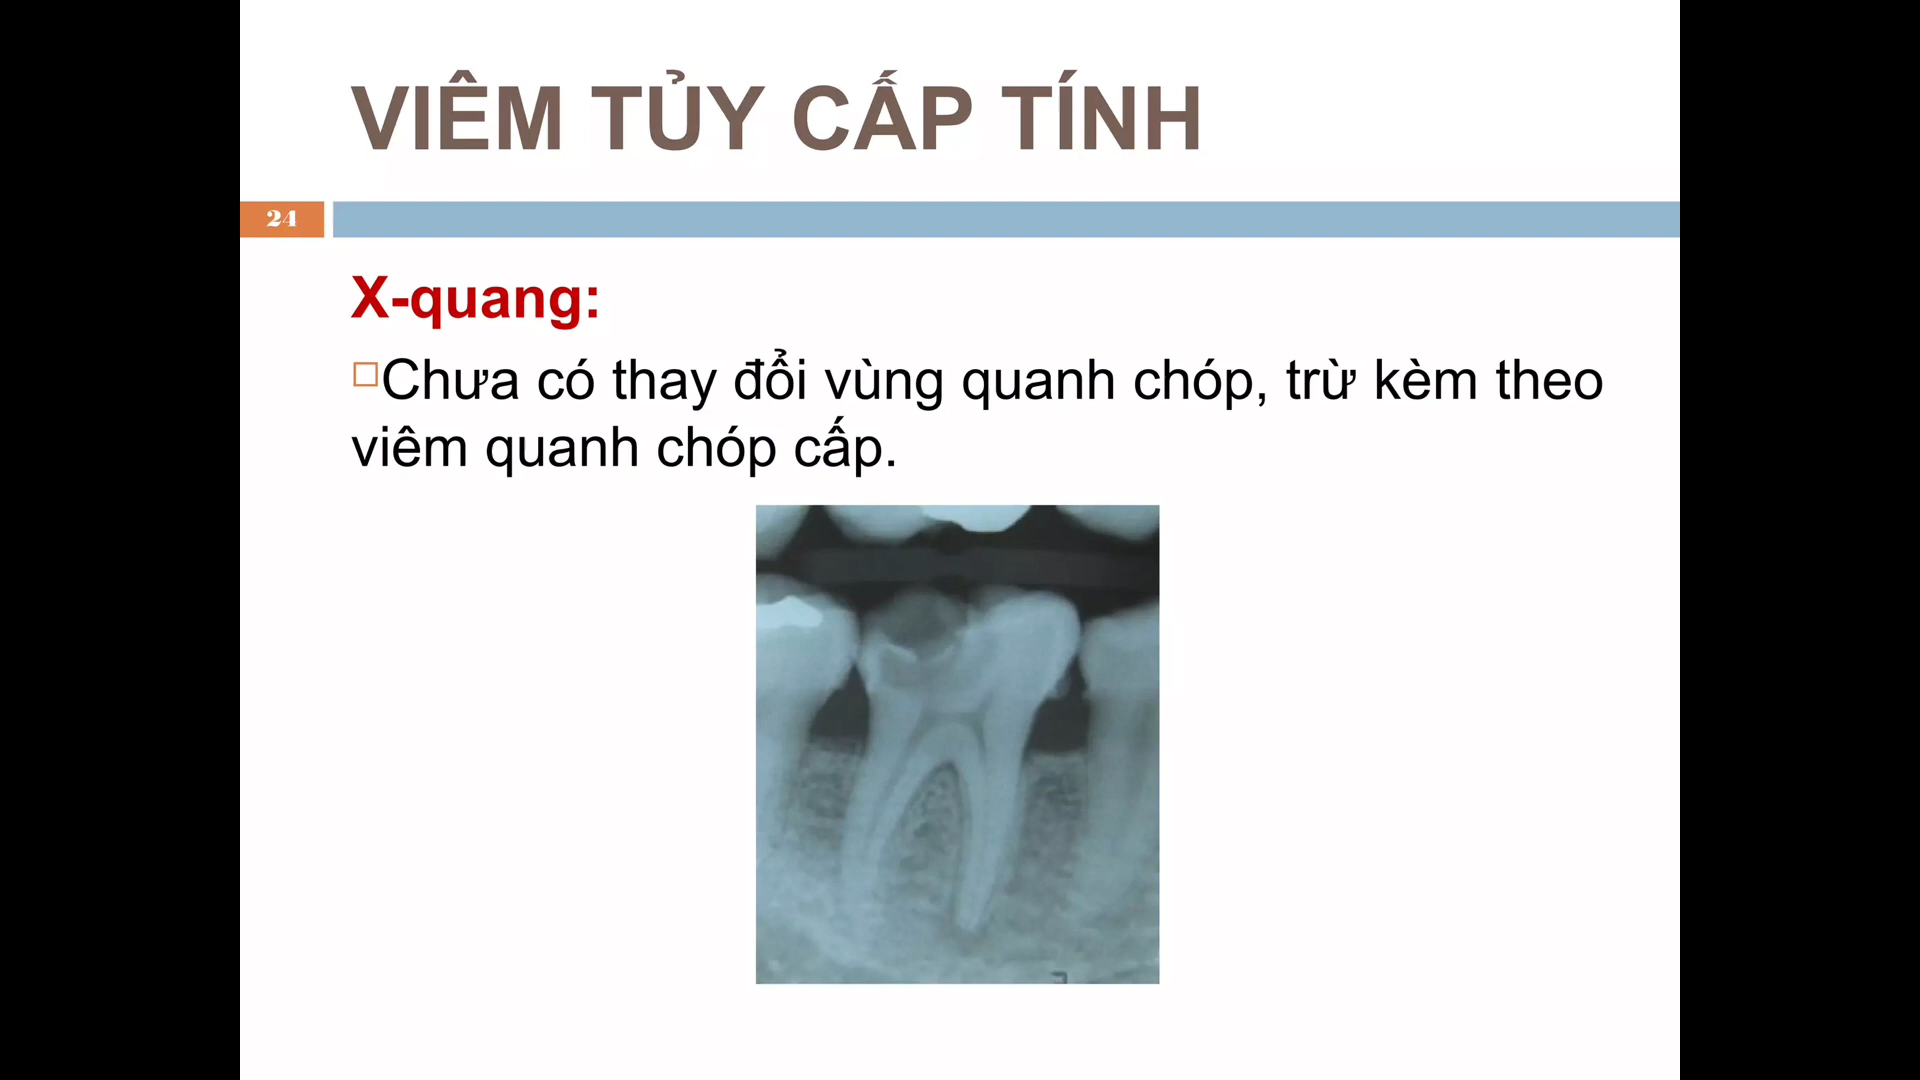 VIÊM TỦY CẤP TÍNH
24
X-quang:
Chưa có thay đổi vùng quanh chóp, trừ kèm theo
viêm quanh chóp cấp.